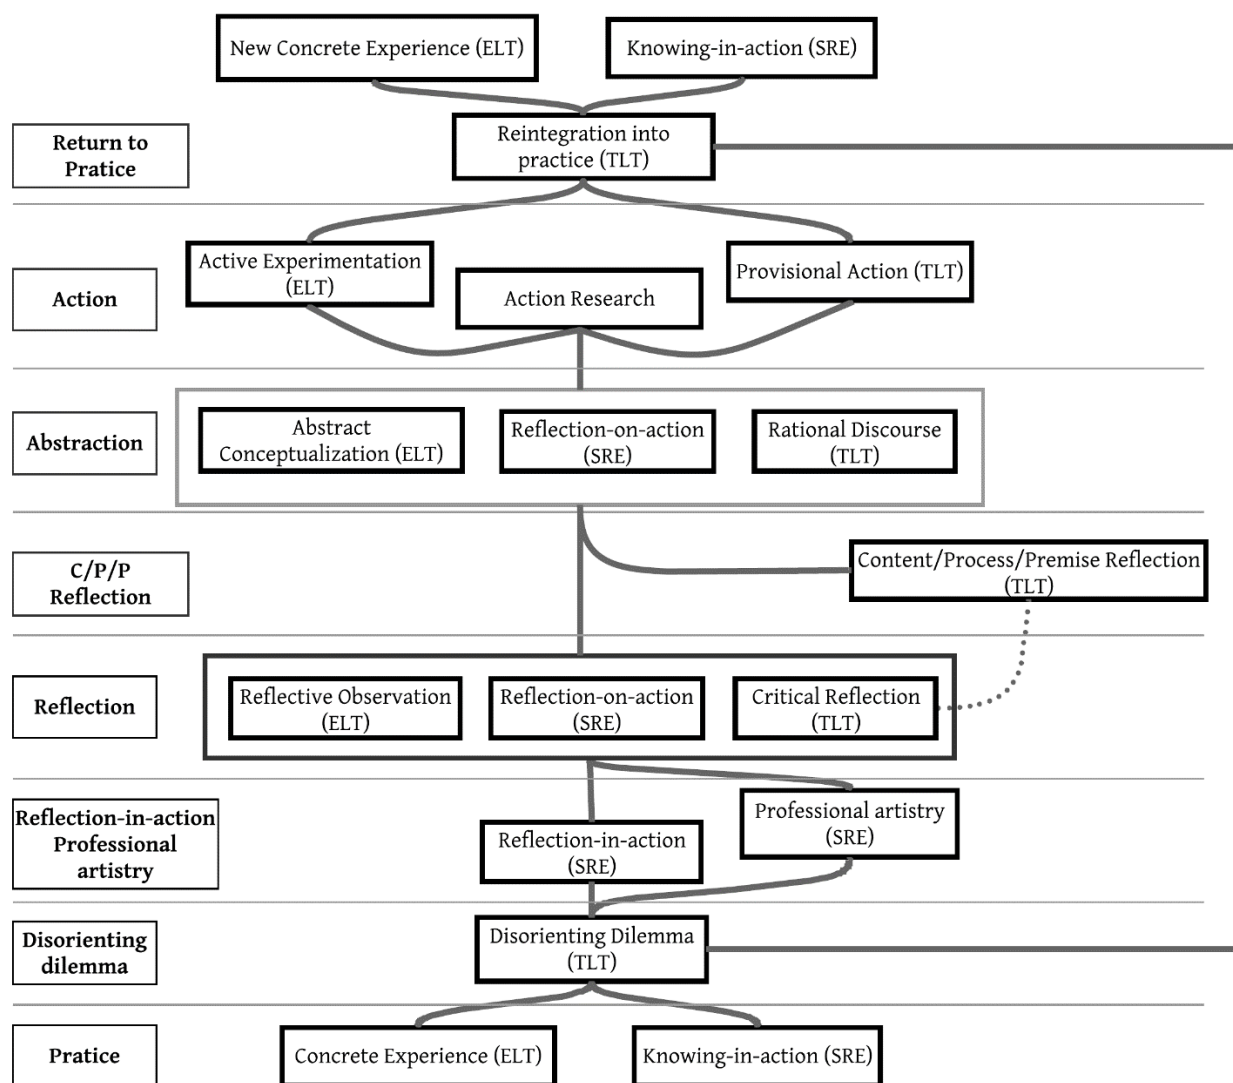 New Concrete Experience (ELT)
Knowing-in-action (SRE)
Return to
Pratice
Reintegration into
practice (TLT)
Action
Active Experimentation
(ELT)
Action Research
Provisional Action (TLT)
Abstraction
Abstract
Conceptualization (ELT)
Reflection-on-action
(SRE)
Rational Discourse
(TLT)
C/P/P
Reflection
Content/Process/Premise Reflection
(TLT)
Reflection
Reflective Observation
(ELT)
Reflection-on-action
(SRE)
Critical Reflection
(TLT)
Reflection-in-action
Professional
artistry
Reflection-in-action
(SRE)
Professional artistry
(SRE)
Disorienting
dilemma
Disorienting Dilemma
(TLT)
Pratice
Concrete Experience (ELT)
Knowing-in-action (SRE)